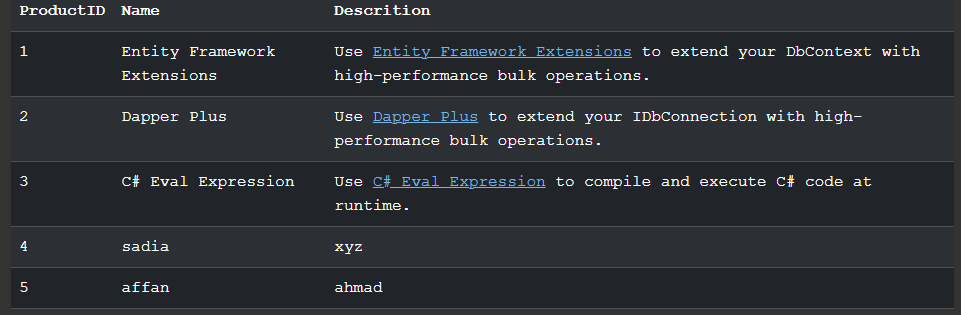 ProductID Name Descrition
1 Entity Framework Use Entity Framework Extensions to extend your DbContext with
Extensions high-performance bulk operations.
2 Dapper Plus Use Dapper Plus to extend your IDbConnection with high-
performance bulk operations.
3 C# Eval Expression Use C# Eval Expression to compile and execute C# code at
runtime.
4 sadia xyz
5 affan ahmad